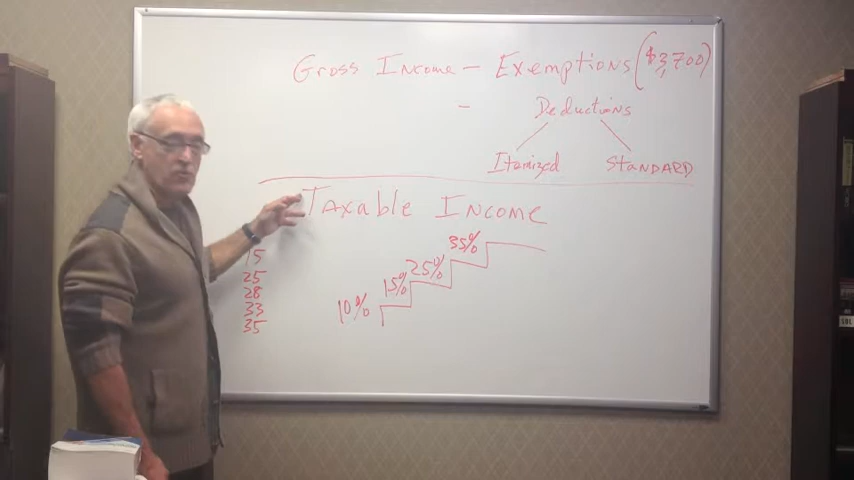 Gross Income - Exemptions ($3,700)
- Deductions
Itemized STANDARD
Taxable Income
15
25
28
33
35
10% 15% 25% 35%